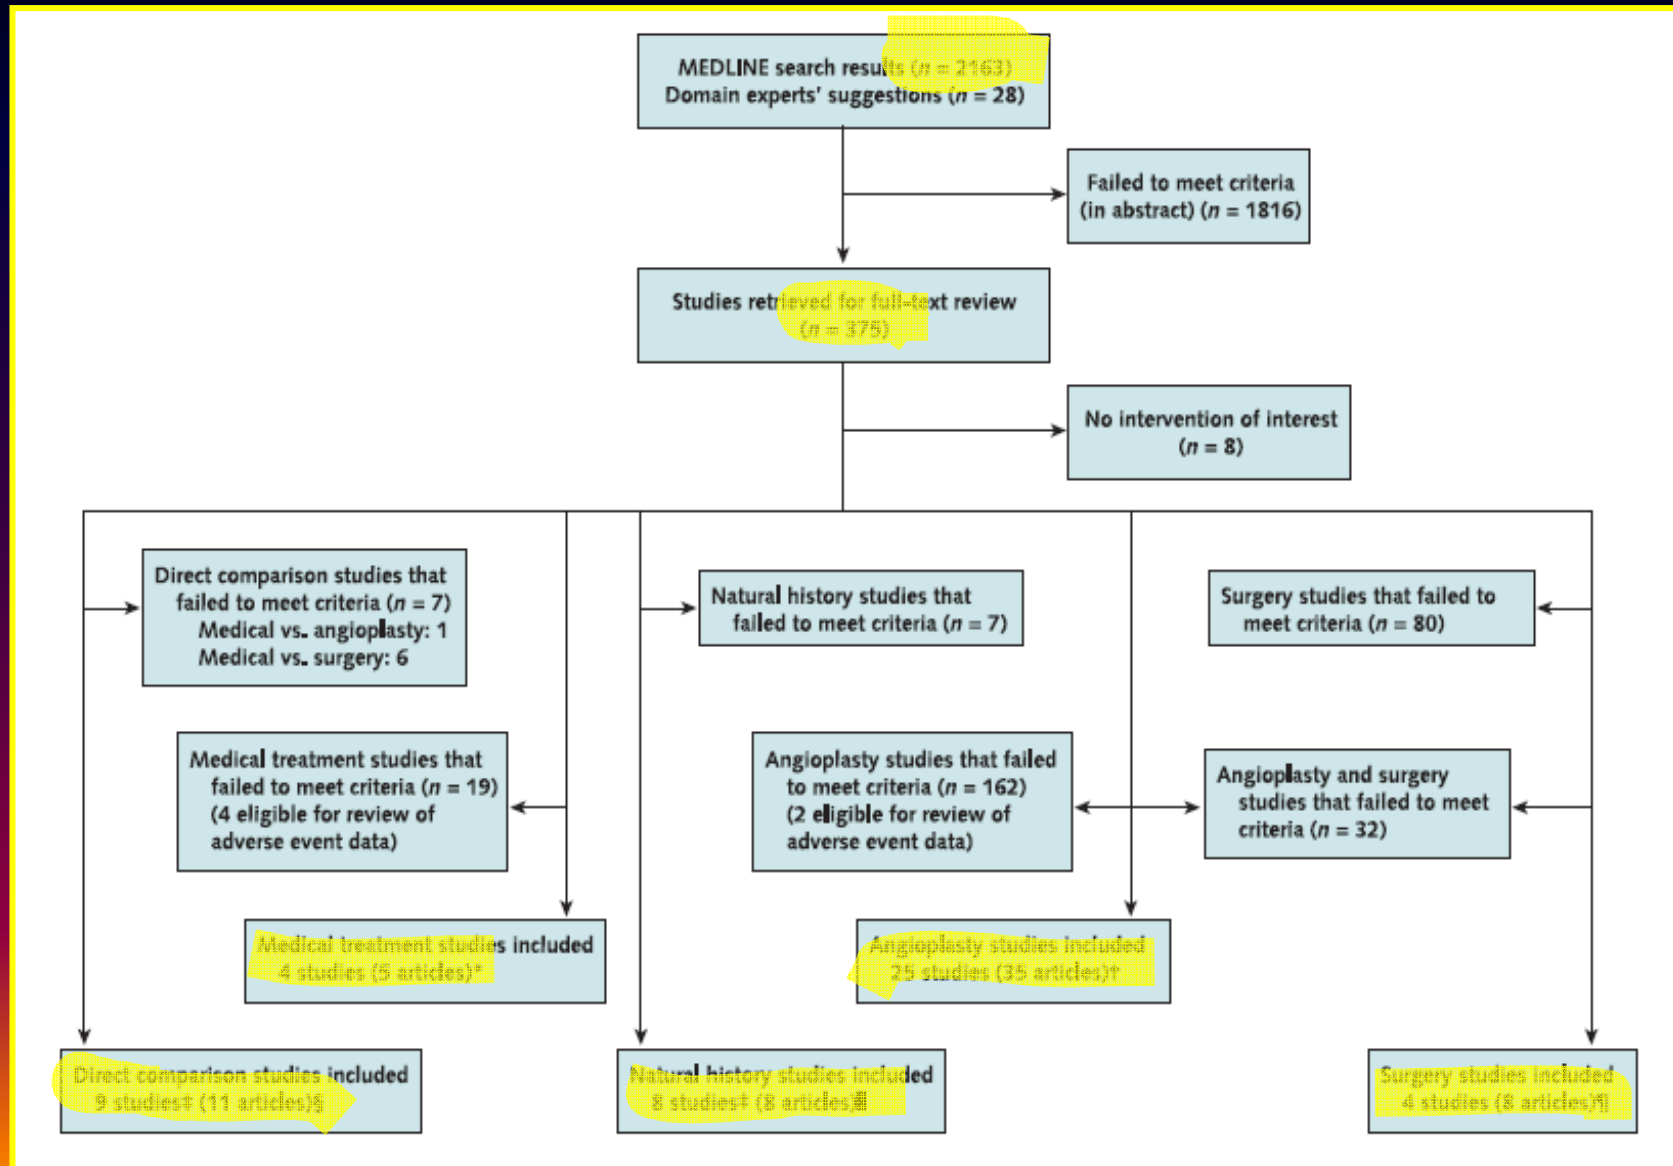 MEDLINE search results (n = 2163)
Domain experts' suggestions (n = 28)
Failed to meet criteria
(in abstract) (n = 1816)
Studies retrieved for full-text review
(n = 375)
No intervention of interest
(n = 8)
Direct comparison studies that
failed to meet criteria (n = 7)
Medical vs. angioplasty: 1
Medical vs. surgery: 6
Natural history studies that
failed to meet criteria (n = 7)
Surgery studies that failed to
meet criteria (n = 80)
Medical treatment studies that
failed to meet criteria (n = 19)
(4 eligible for review of
adverse event data)
Angioplasty studies that failed
to meet criteria (n = 162)
(2 eligible for review of
adverse event data)
Angioplasty and surgery
studies that failed to meet
criteria (n = 32)
Medical treatment studies included
4 studies (5 articles)*
Angioplasty studies included
25 studies (35 articles)†
Direct comparison studies included
9 studies‡ (11 articles)§
Natural history studies included
8 studies† (8 articles)
Surgery studies included
4 studies (8 articles)¶